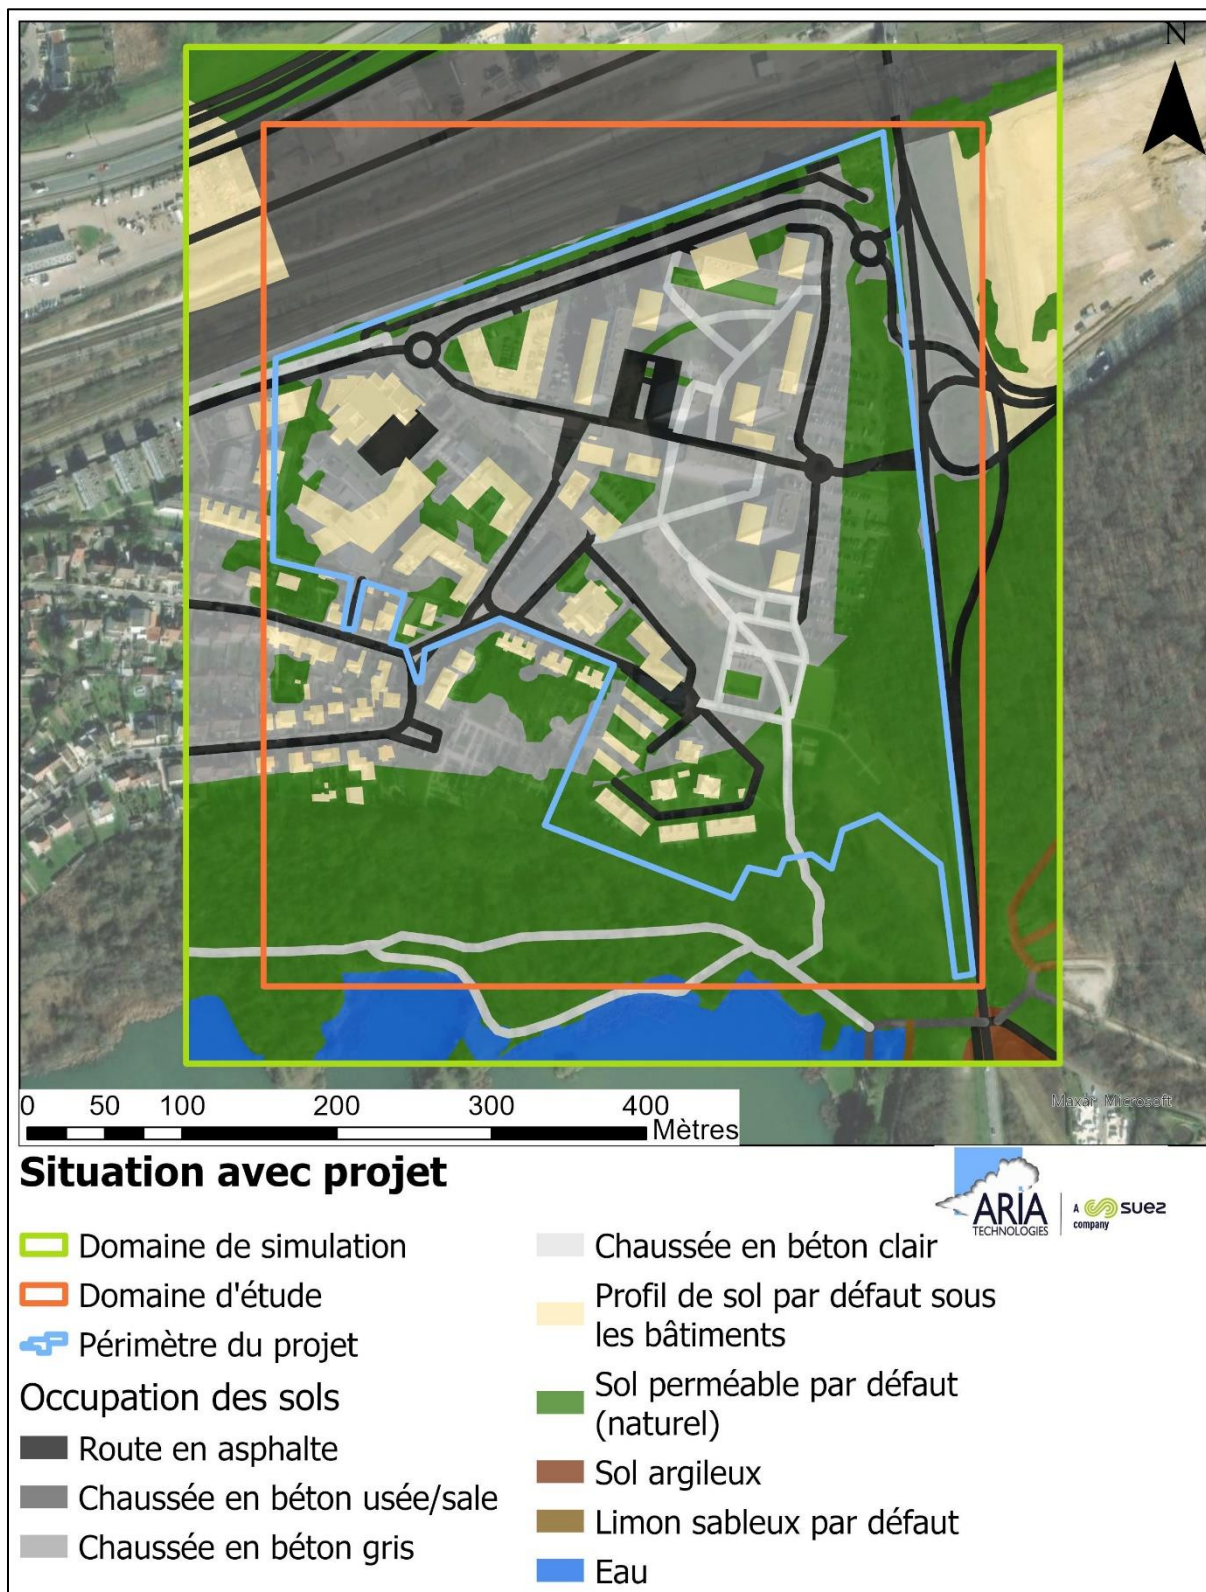 N
Maxar Microsoft
0 50 100 200 300 400
Mètres
Situation avec projet
ARIA
TECHNOLOGIES
A suez
company
Domaine de simulation
Domaine d'étude
Périmètre du projet
Occupation des sols
Route en asphalte
Chaussée en béton usée/sale
Chaussée en béton gris
Chaussée en béton clair
Profil de sol par défaut sous
les bâtiments
Sol perméable par défaut
(naturel)
Sol argileux
Limon sableux par défaut
Eau